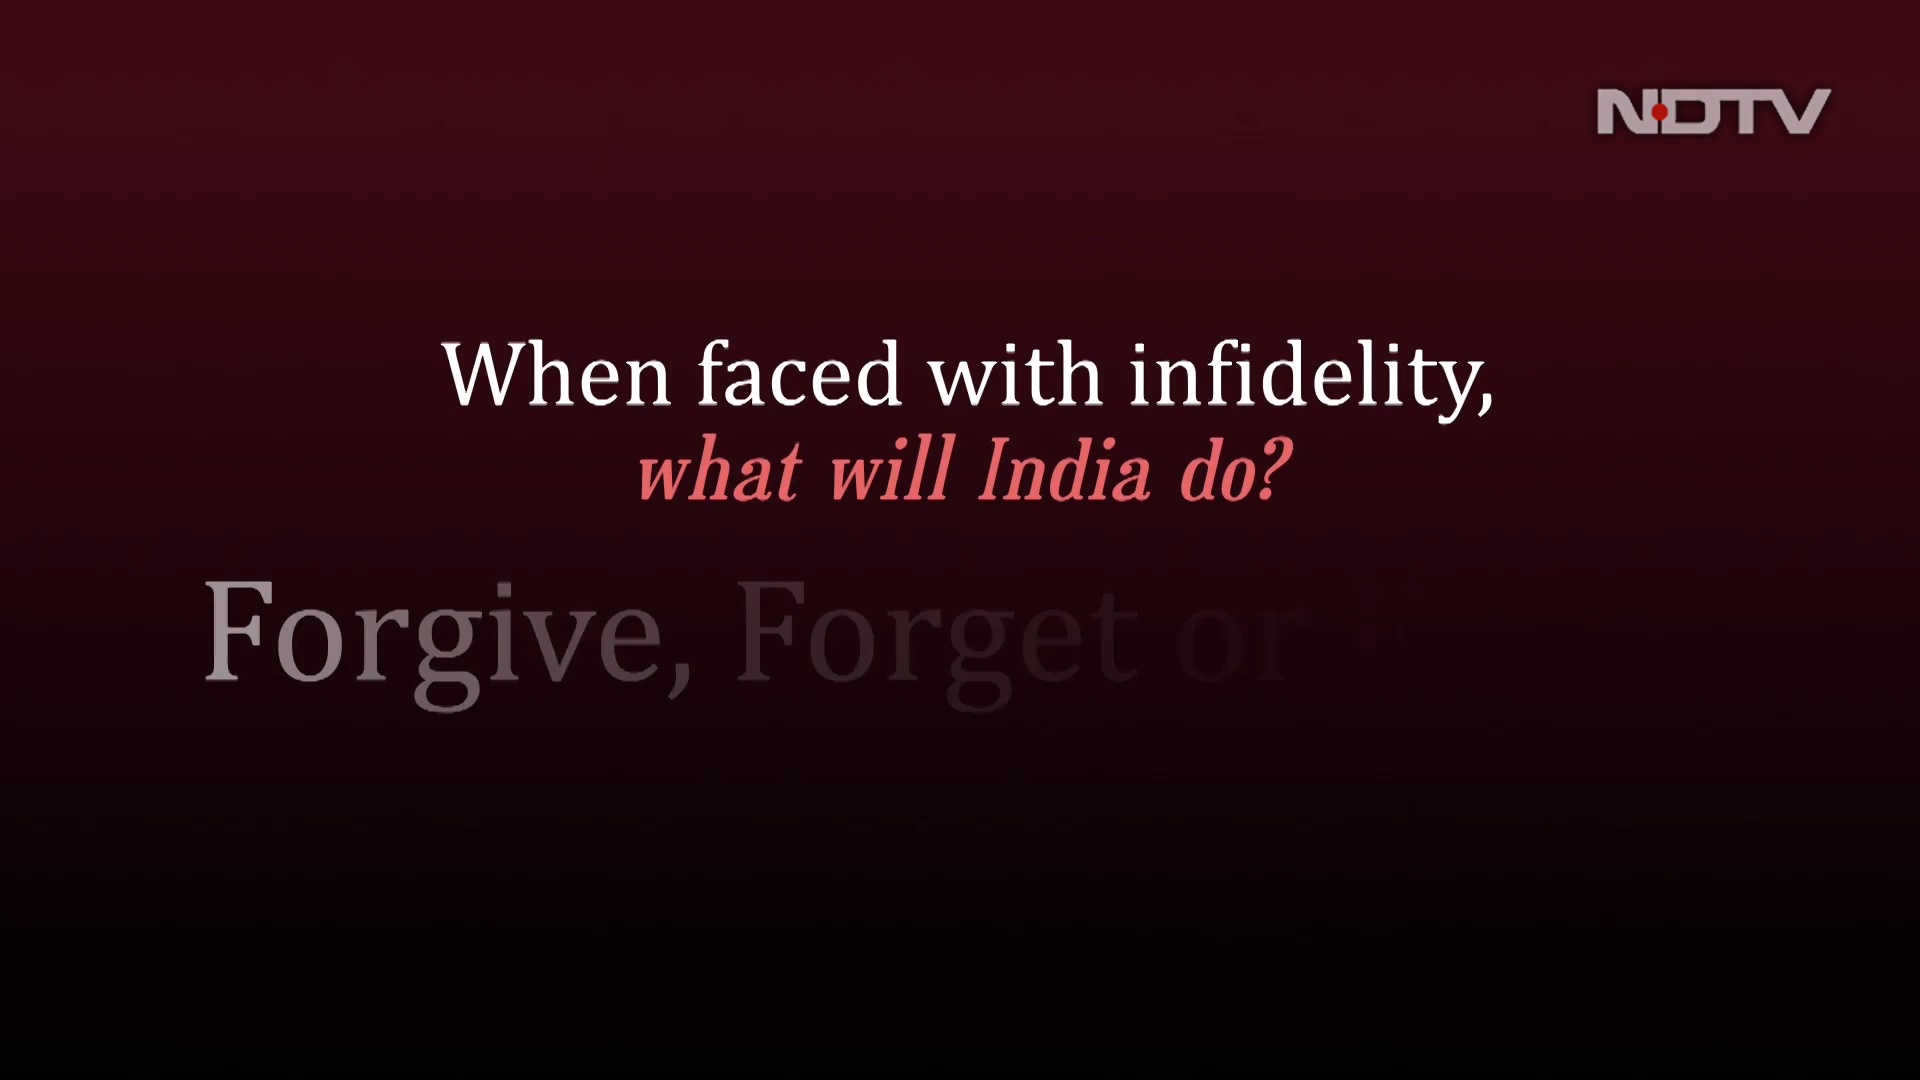 NDTV
When faced with infidelity,
what will India do?
Forgive, Forget or